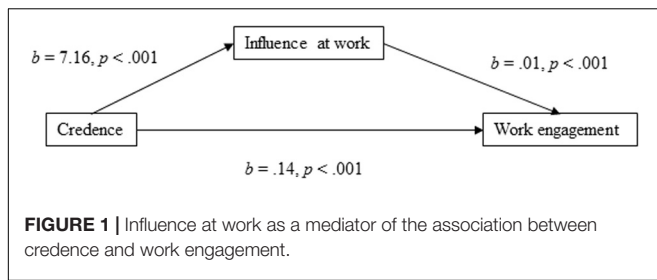 Influence at work
b = 7.16, p < .001
b = .01, p < .001
Credence
Work engagement
b = .14, p < .001
FIGURE 1 | Influence at work as a mediator of the association between
credence and work engagement.